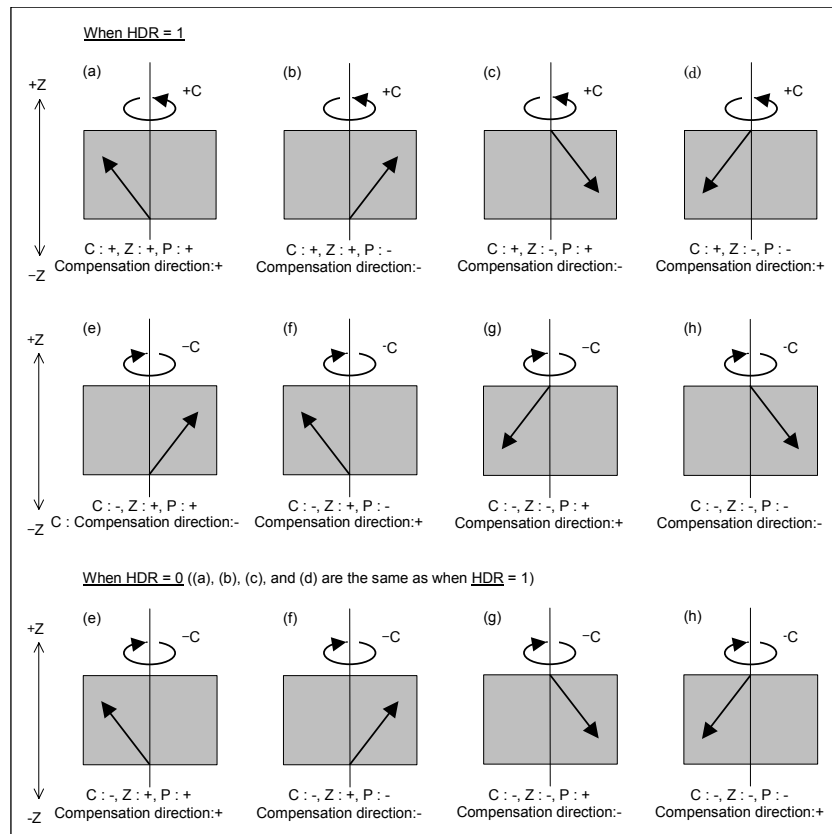 When HDR = 1
(a) (b) (c) (d)
+Z
+C +C +C +C
C : +, Z : +, P : + C : +, Z : +, P : - C : +, Z : -, P : + C : +, Z : -, P : -
−Z
Compensation direction:+ Compensation direction:- Compensation direction:- Compensation direction:+
(e) (f) (g) (h)
+Z
−C -C −C -C
C : -, Z : +, P : + C : -, Z : +, P : - C : -, Z : -, P : + C : -, Z : -, P : -
−Z
C : Compensation direction:- Compensation direction:+ Compensation direction:+ Compensation direction:-
When HDR = 0 ((a), (b), (c), and (d) are the same as when HDR = 1)
(e) (f) (g) (h)
+Z
−C -C −C -C
C : -, Z : +, P : + C : -, Z : +, P : - C : -, Z : -, P : + C : -, Z : -, P : -
-Z
Compensation direction:+ Compensation direction:- Compensation direction:- Compensation direction:+